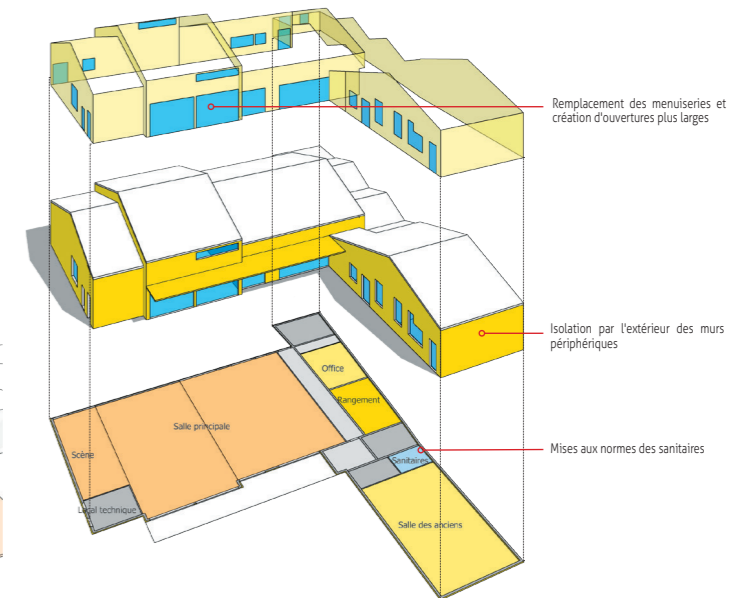 Remplacement des menuiseries et
création d'ouvertures plus larges
Isolation par l'extérieur des murs
périphériques
Office
Rangement
Salle principale
Mises aux normes des sanitaires
Scène
Sanitaires
Local technique
Salle des anciens